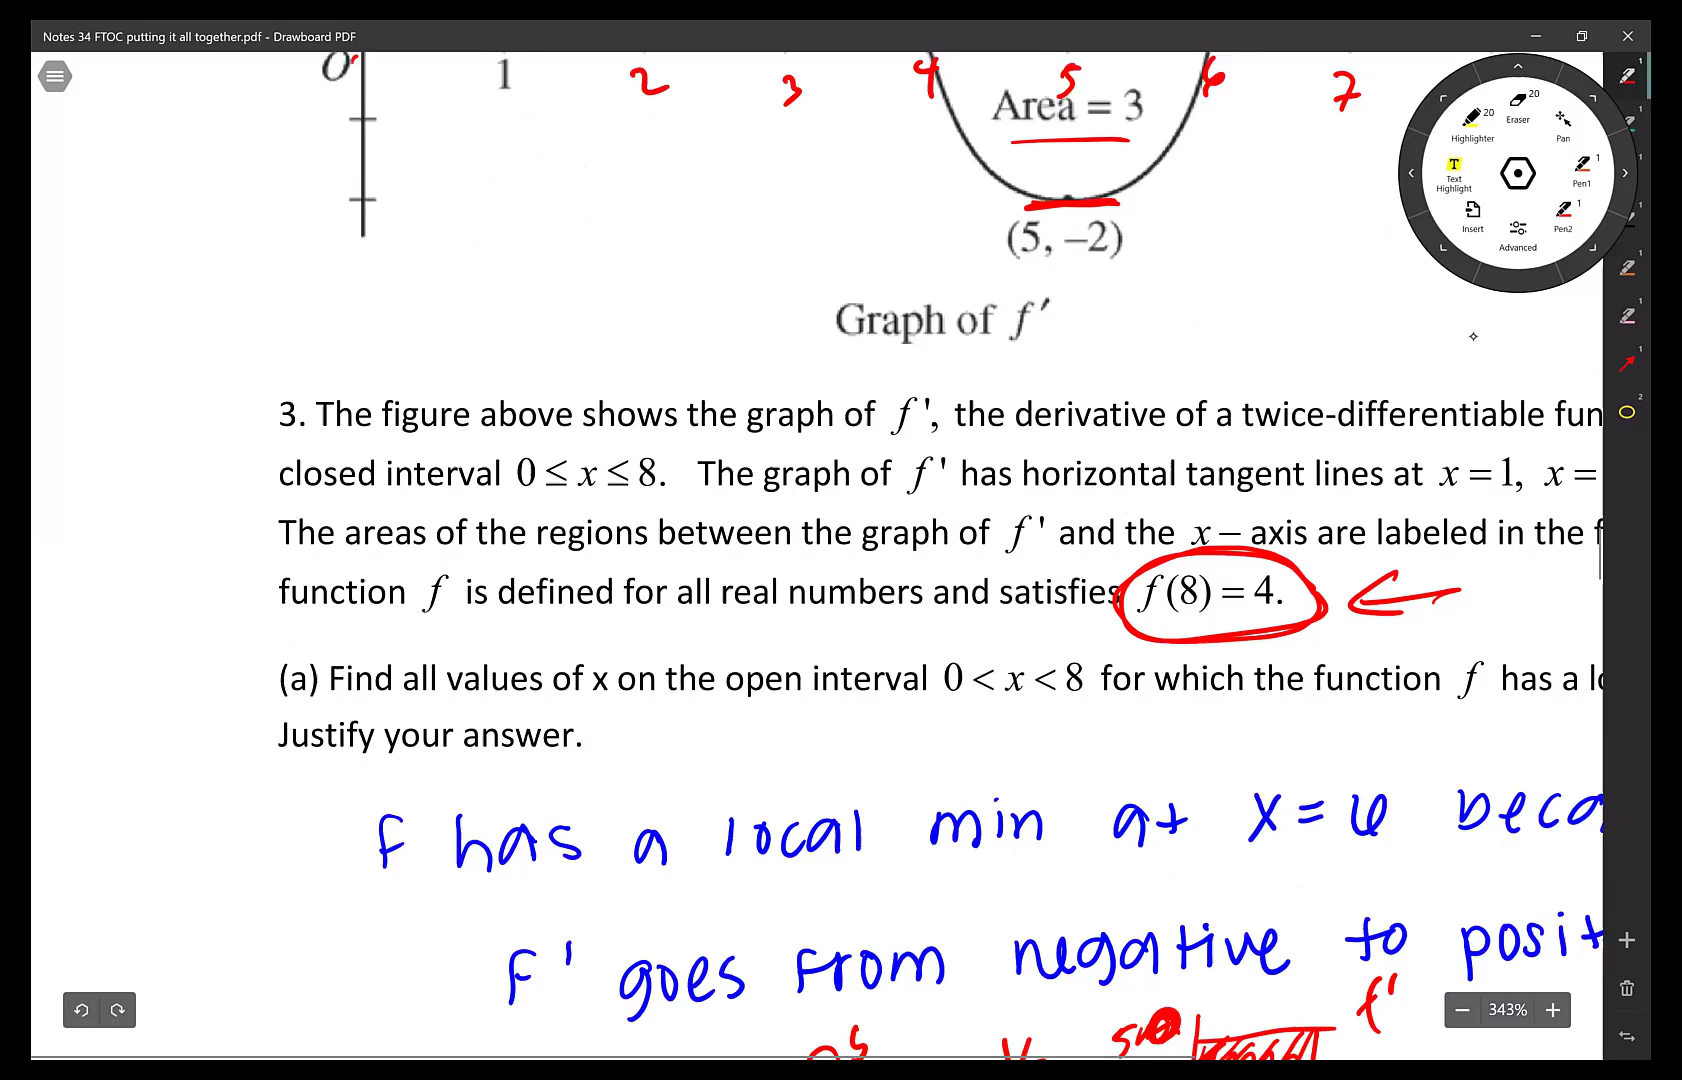 Notes 34 FTOC putting it all together.pdf - Drawboard PDF
O 1 2 3 4 5 6 7
Area = 3
(5, –2)
Graph of f ′
20 Highlighter
20 Eraser
Pan
T Text Highlight
1 Pen1
Insert
1 Pen2
Advanced
3. The figure above shows the graph of f ', the derivative of a twice-differentiable fun
closed interval 0 ≤ x ≤ 8. The graph of f ' has horizontal tangent lines at x = 1, x =
The areas of the regions between the graph of f ' and the x – axis are labeled in the f
function f is defined for all real numbers and satisfies f (8) = 4.
(a) Find all values of x on the open interval 0 < x < 8 for which the function f has a lo
Justify your answer.
f has a local min at x = 6 beca
f ' goes from negative to posit
f '
343%